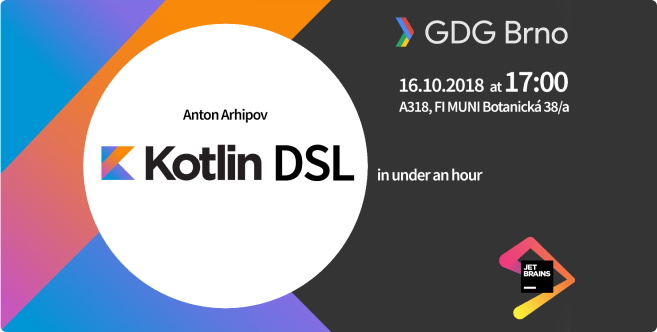 GDG Brno
16.10.2018 at 17:00
A318, FI MUNI Botanická 38/a
Anton Arhipov
Kotlin DSL
in under an hour
JET
BRAINS